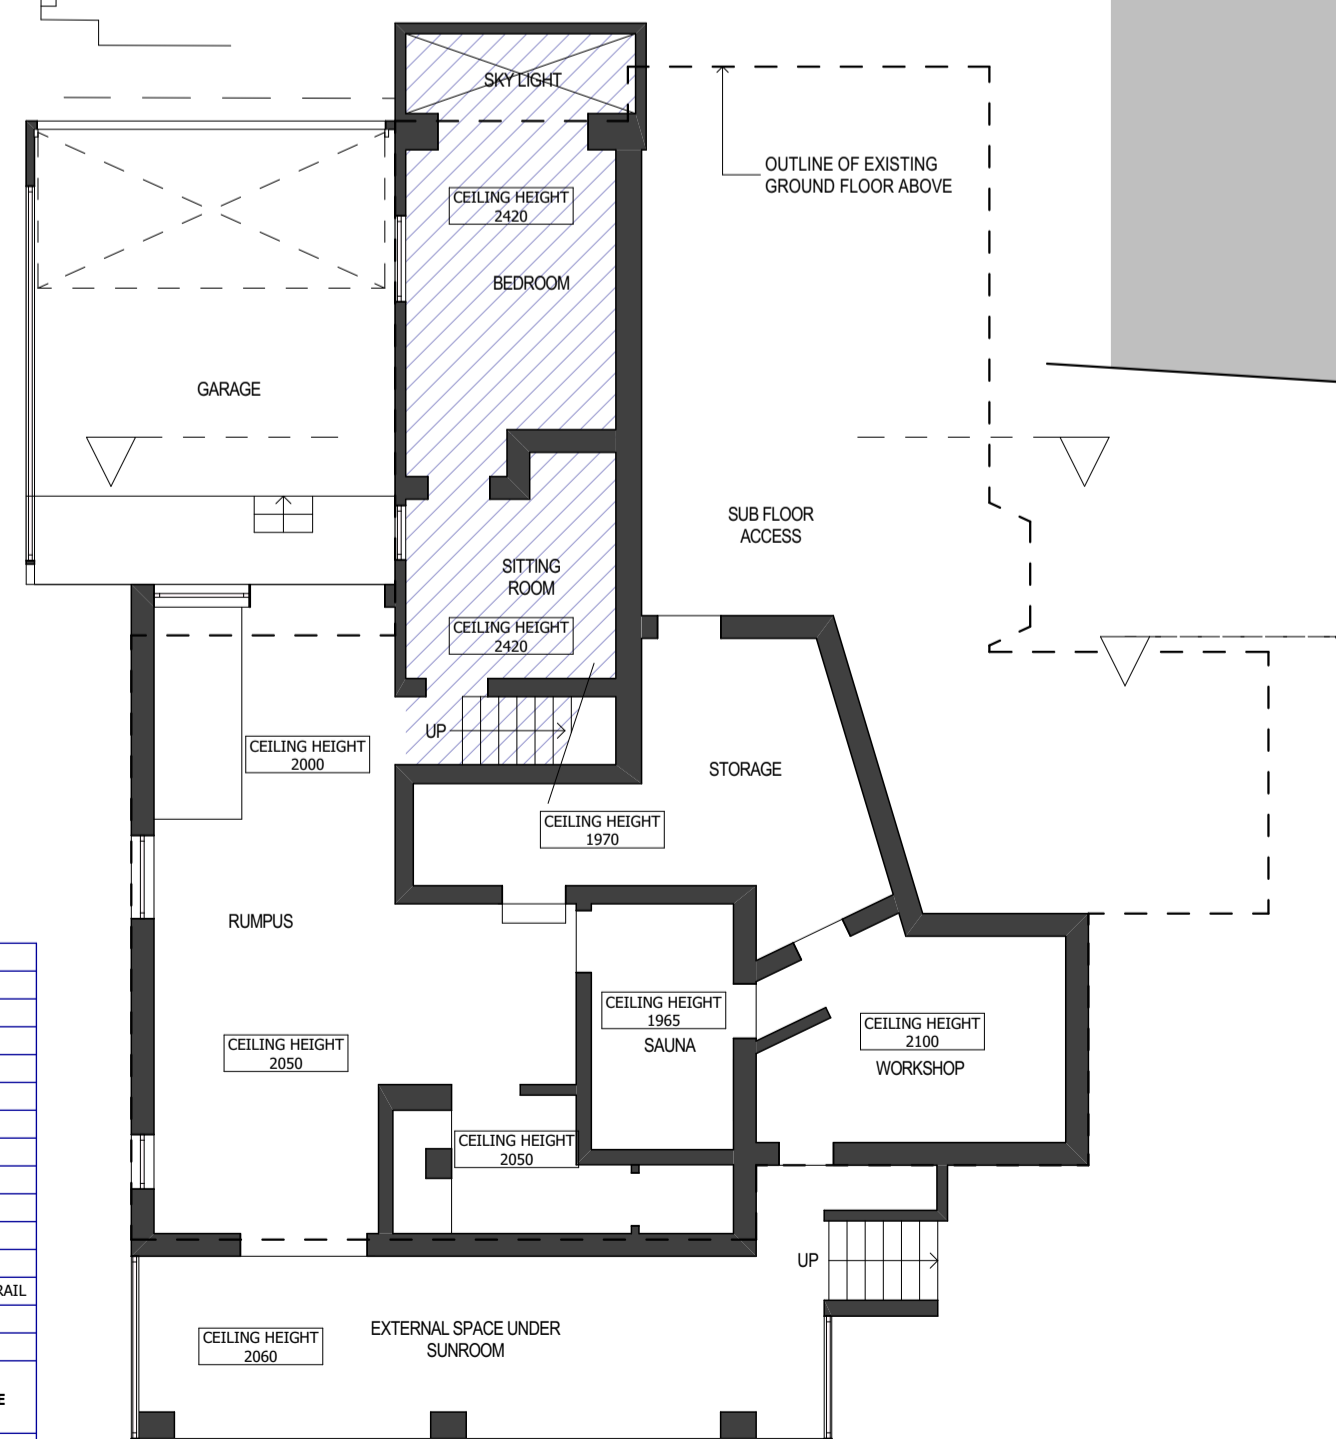 SKY LIGHT
OUTLINE OF EXISTING
GROUND FLOOR ABOVE
CEILING HEIGHT
2420
BEDROOM
GARAGE
SUB FLOOR
ACCESS
SITTING
ROOM
CEILING HEIGHT
2420
UP
CEILING HEIGHT
2000
STORAGE
CEILING HEIGHT
1970
RUMPUS
CEILING HEIGHT
1965
SAUNA
CEILING HEIGHT
2100
WORKSHOP
CEILING HEIGHT
2050
CEILING HEIGHT
2050
UP
RAIL
EXTERNAL SPACE UNDER
SUNROOM
CEILING HEIGHT
2060
E